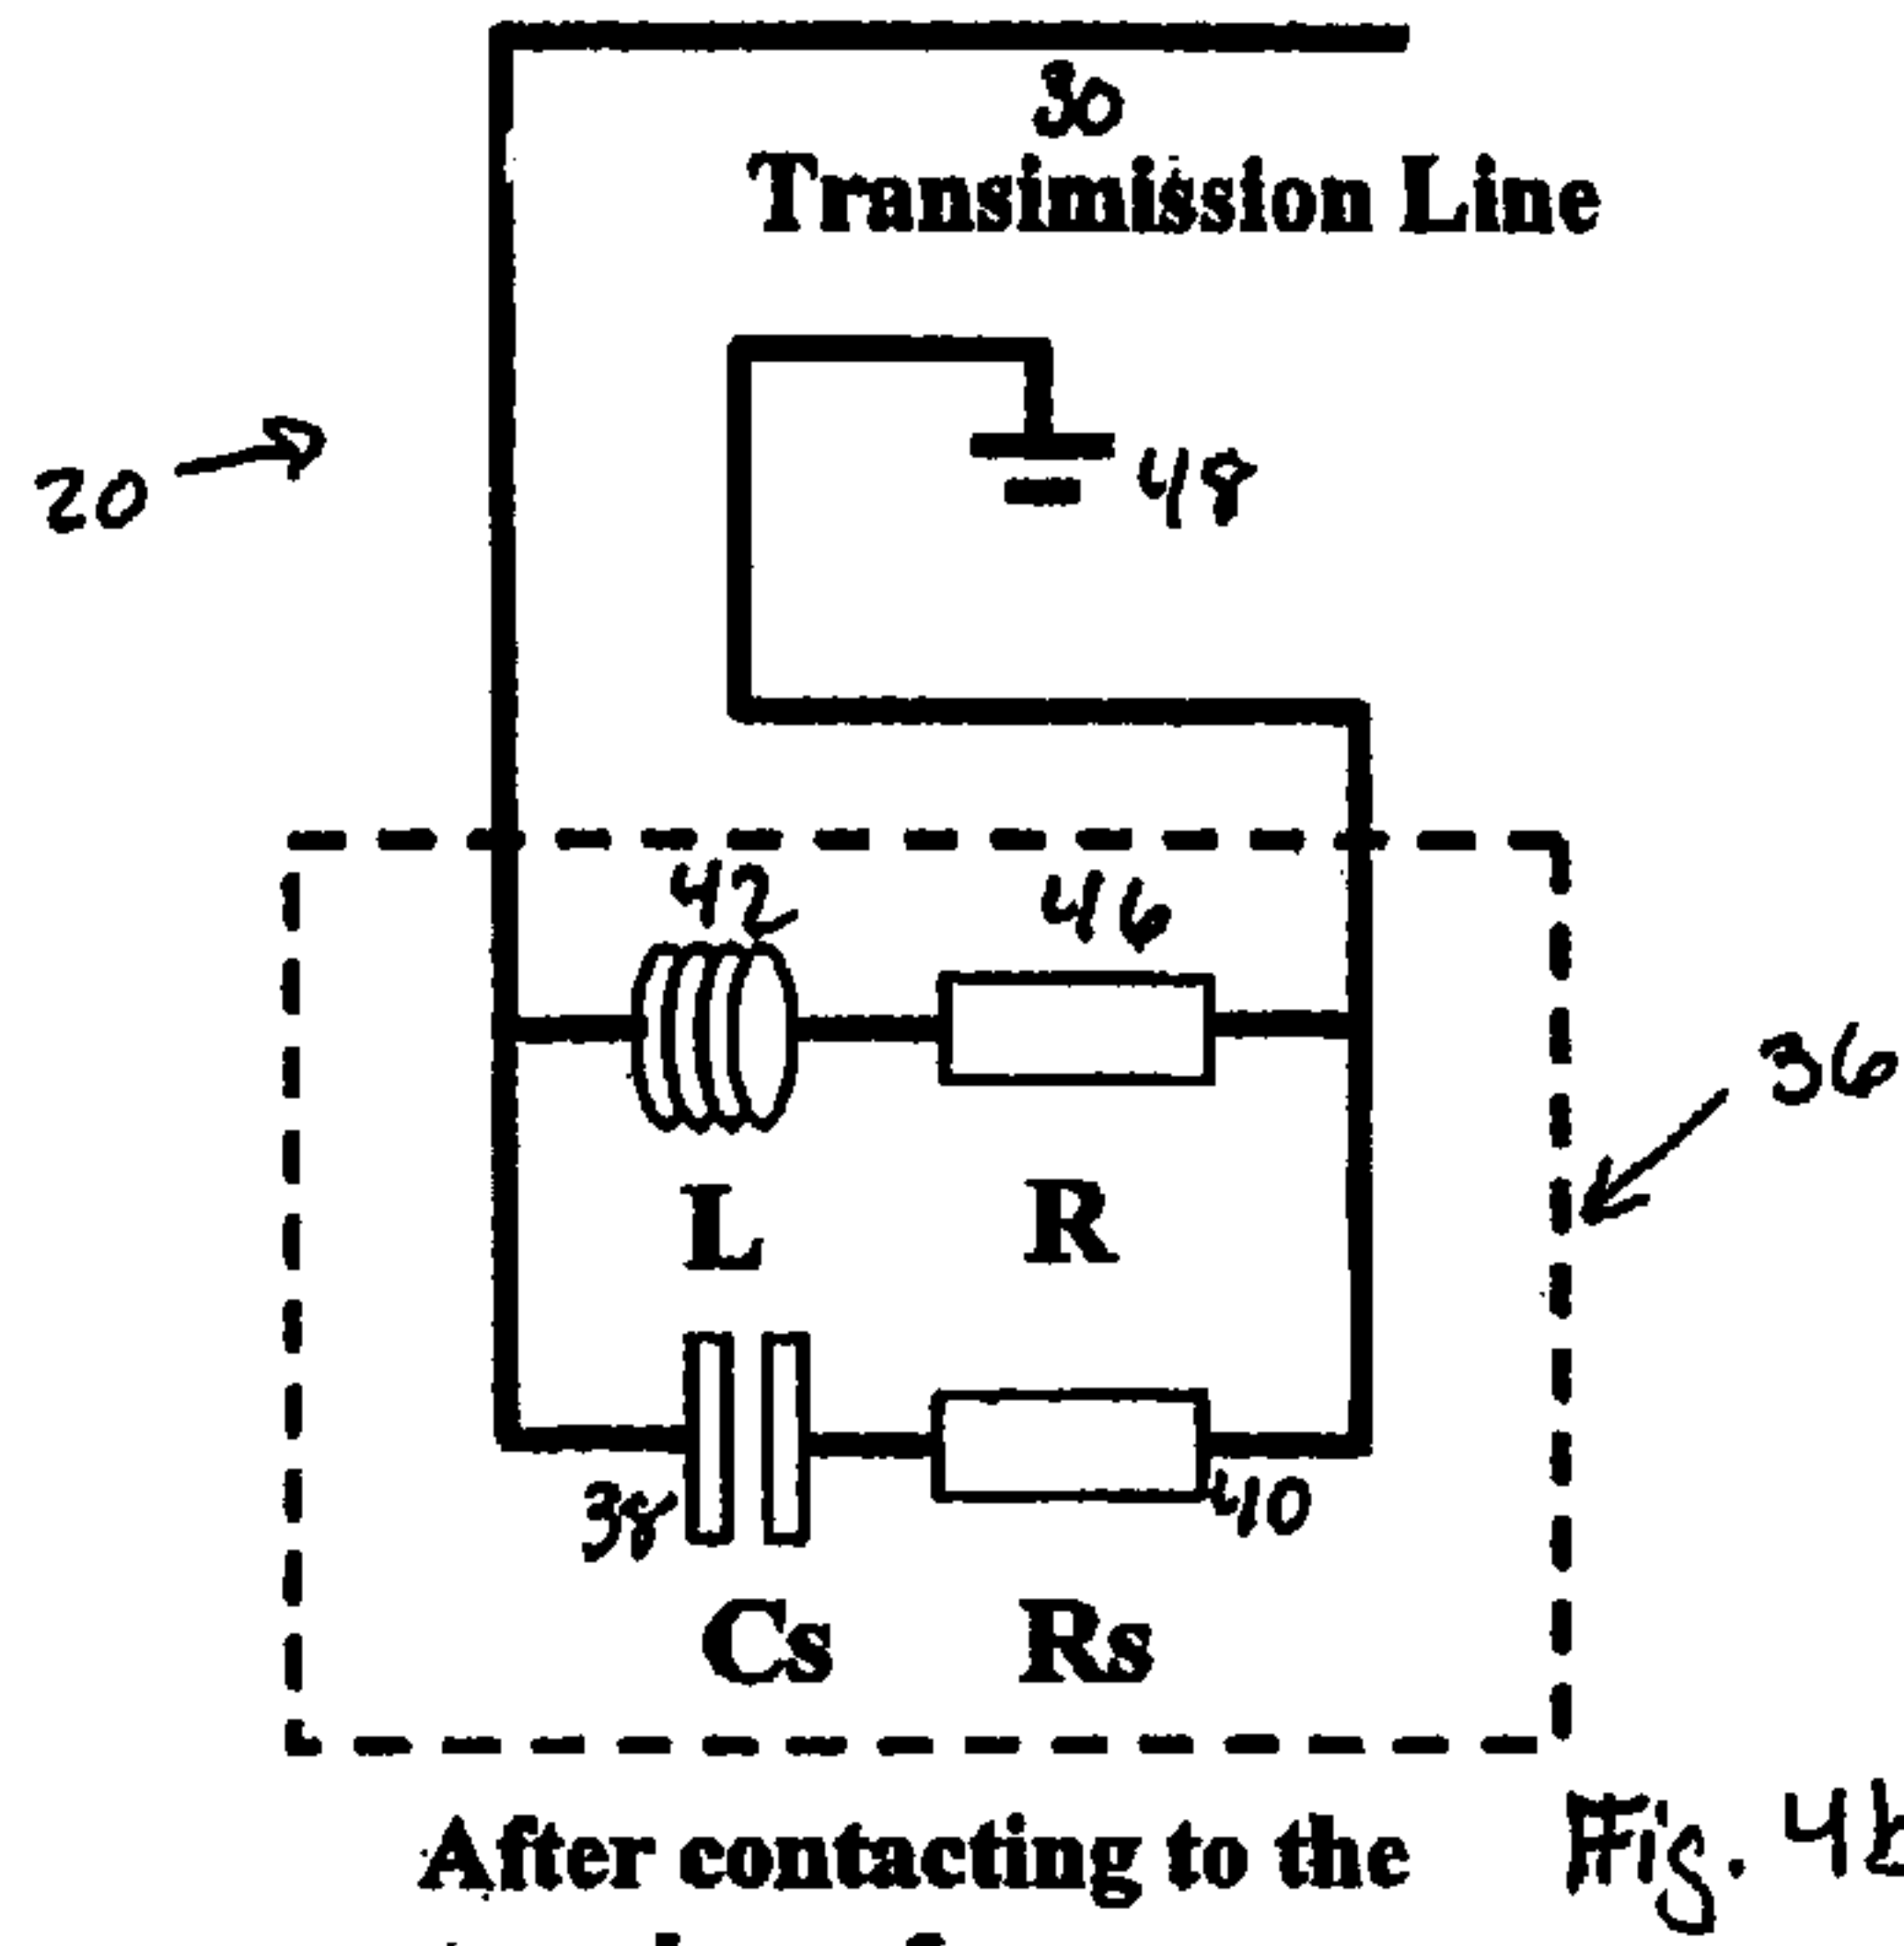 30
Transimission Line
20
48
42
46
36
L
R
38
40
Cs
Rs
After contacting to the
Fig. 4b